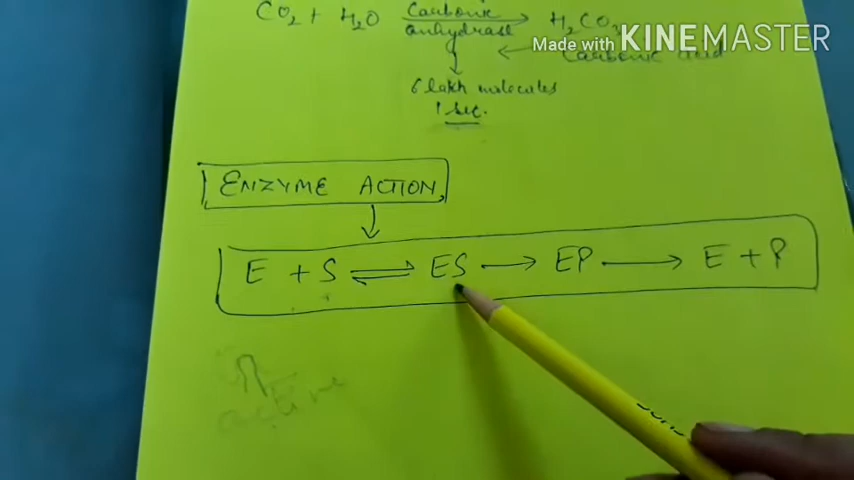 CO₂ + H₂O Carbonic anhydrase → H₂CO₃
Made with KINEMASTER
Carbonic acid
6 lakh molecules
1 sec.
ENZYME ACTION
E + S ⇌ ES → EP → E + P
active